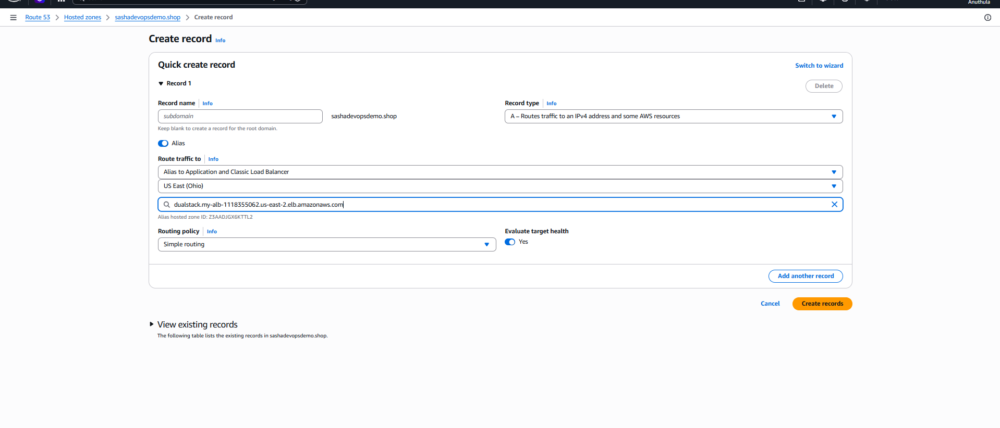 Anuthula
Route 53 Hosted zones sashadevopsdemo.shop Create record
Create record Info
Quick create record
Switch to wizard
Record 1
Delete
Record name Info
Record type Info
subdomain
sashadevopsdemo.shop
A – Routes traffic to an IPv4 address and some AWS resources
Keep blank to create a record for the root domain.
Alias
Route traffic to Info
Alias to Application and Classic Load Balancer
US East (Ohio)
dualstack.my-alb-1118355062.us-east-2.elb.amazonaws.com
Alias hosted zone ID: Z3AADJGX6KTTL2
Routing policy Info
Evaluate target health
Simple routing
Yes
Add another record
Cancel
Create records
View existing records
The following table lists the existing records in sashadevopsdemo.shop.